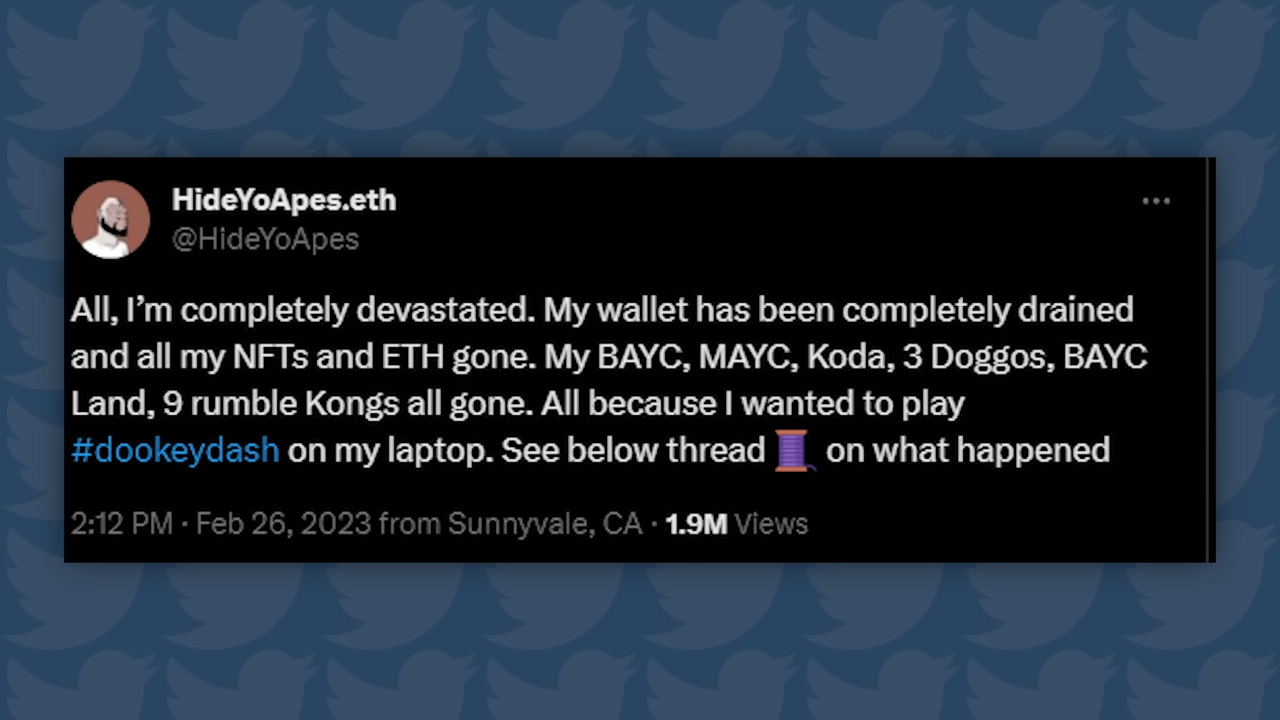 HideYoApes.eth
@HideYoApes
All, I’m completely devastated. My wallet has been completely drained
and all my NFTs and ETH gone. My BAYC, MAYC, Koda, 3 Doggos, BAYC
Land, 9 rumble Kongs all gone. All because I wanted to play
#dookeydash on my laptop. See below thread 🧵 on what happened
2:12 PM · Feb 26, 2023 from Sunnyvale, CA · 1.9M Views